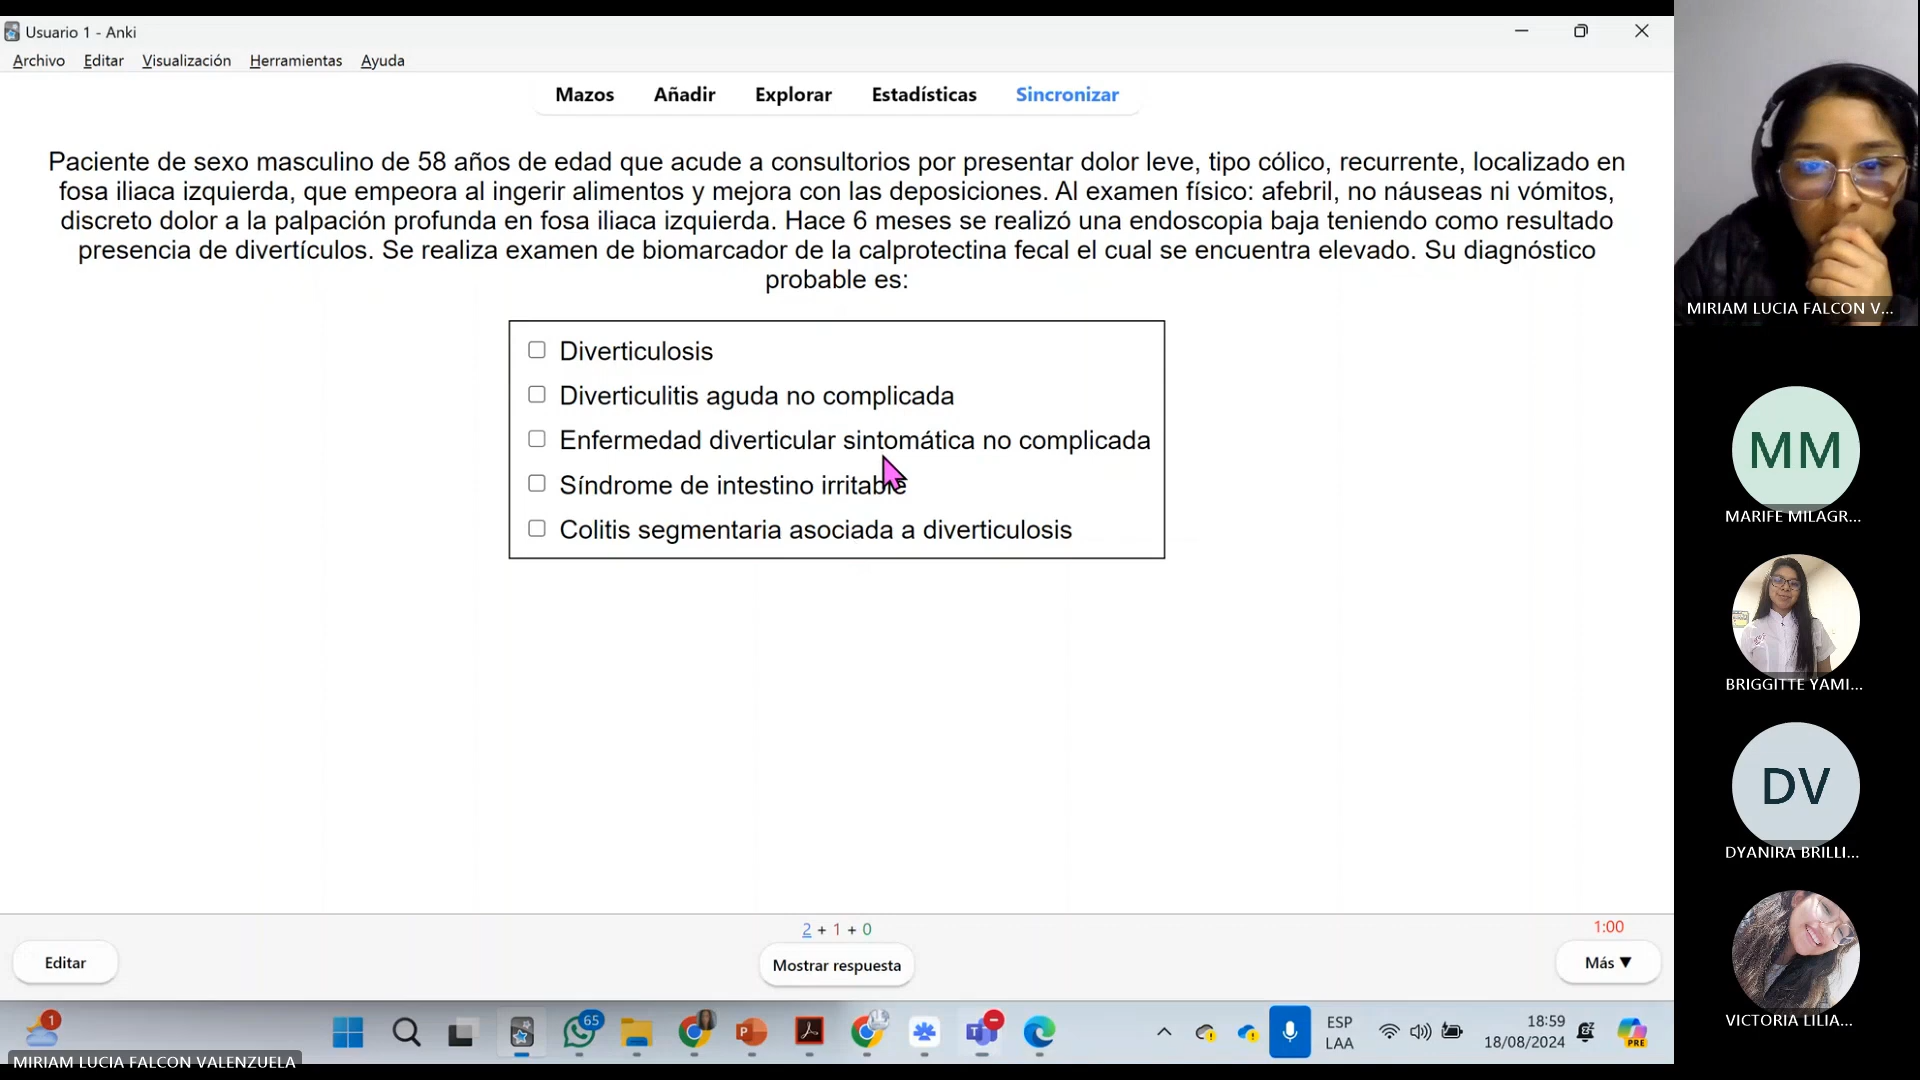 Usuario 1 - Anki
Archivo Editar Visualización Herramientas Ayuda
Mazos Añadir Explorar Estadísticas Sincronizar
Paciente de sexo masculino de 58 años de edad que acude a consultorios por presentar dolor leve, tipo cólico, recurrente, localizado en
fosa iliaca izquierda, que empeora al ingerir alimentos y mejora con las deposiciones. Al examen físico: afebril, no náuseas ni vómitos,
discreto dolor a la palpación profunda en fosa iliaca izquierda. Hace 6 meses se realizó una endoscopia baja teniendo como resultado
presencia de divertículos. Se realiza examen de biomarcador de la calprotectina fecal el cual se encuentra elevado. Su diagnóstico
probable es:
Diverticulosis
Diverticulitis aguda no complicada
Enfermedad diverticular sintomática no complicada
Síndrome de intestino irritable
Colitis segmentaria asociada a diverticulosis
2 + 1 + 0
1:00
Editar
Mostrar respuesta
Más ▼
1
65
ESP
LAA
18:59
18/08/2024
PRE
MIRIAM LUCIA FALCON VALENZUELA
MIRIAM LUCIA FALCON V...
MM
MARIFE MILAGR...
BRIGGITTE YAMI...
DV
DYANIRA BRILLI...
VICTORIA LILIA...